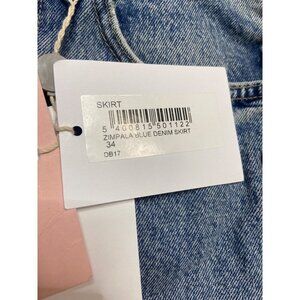 SKIRT
5 400815 501122
ZIMPALA BLUE DENIM SKIRT
34
DB17